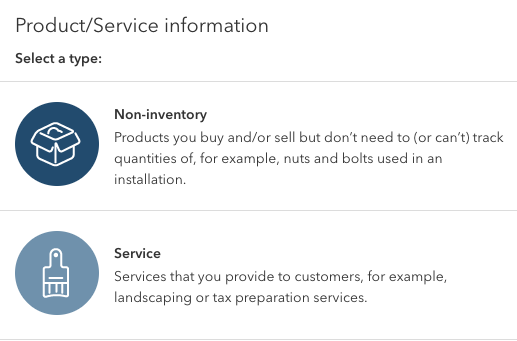 Product/Service information
Select a type:
Non-inventory
Products you buy and/or sell but don’t need to (or can’t) track
quantities of, for example, nuts and bolts used in an
installation.
Service
Services that you provide to customers, for example,
landscaping or tax preparation services.